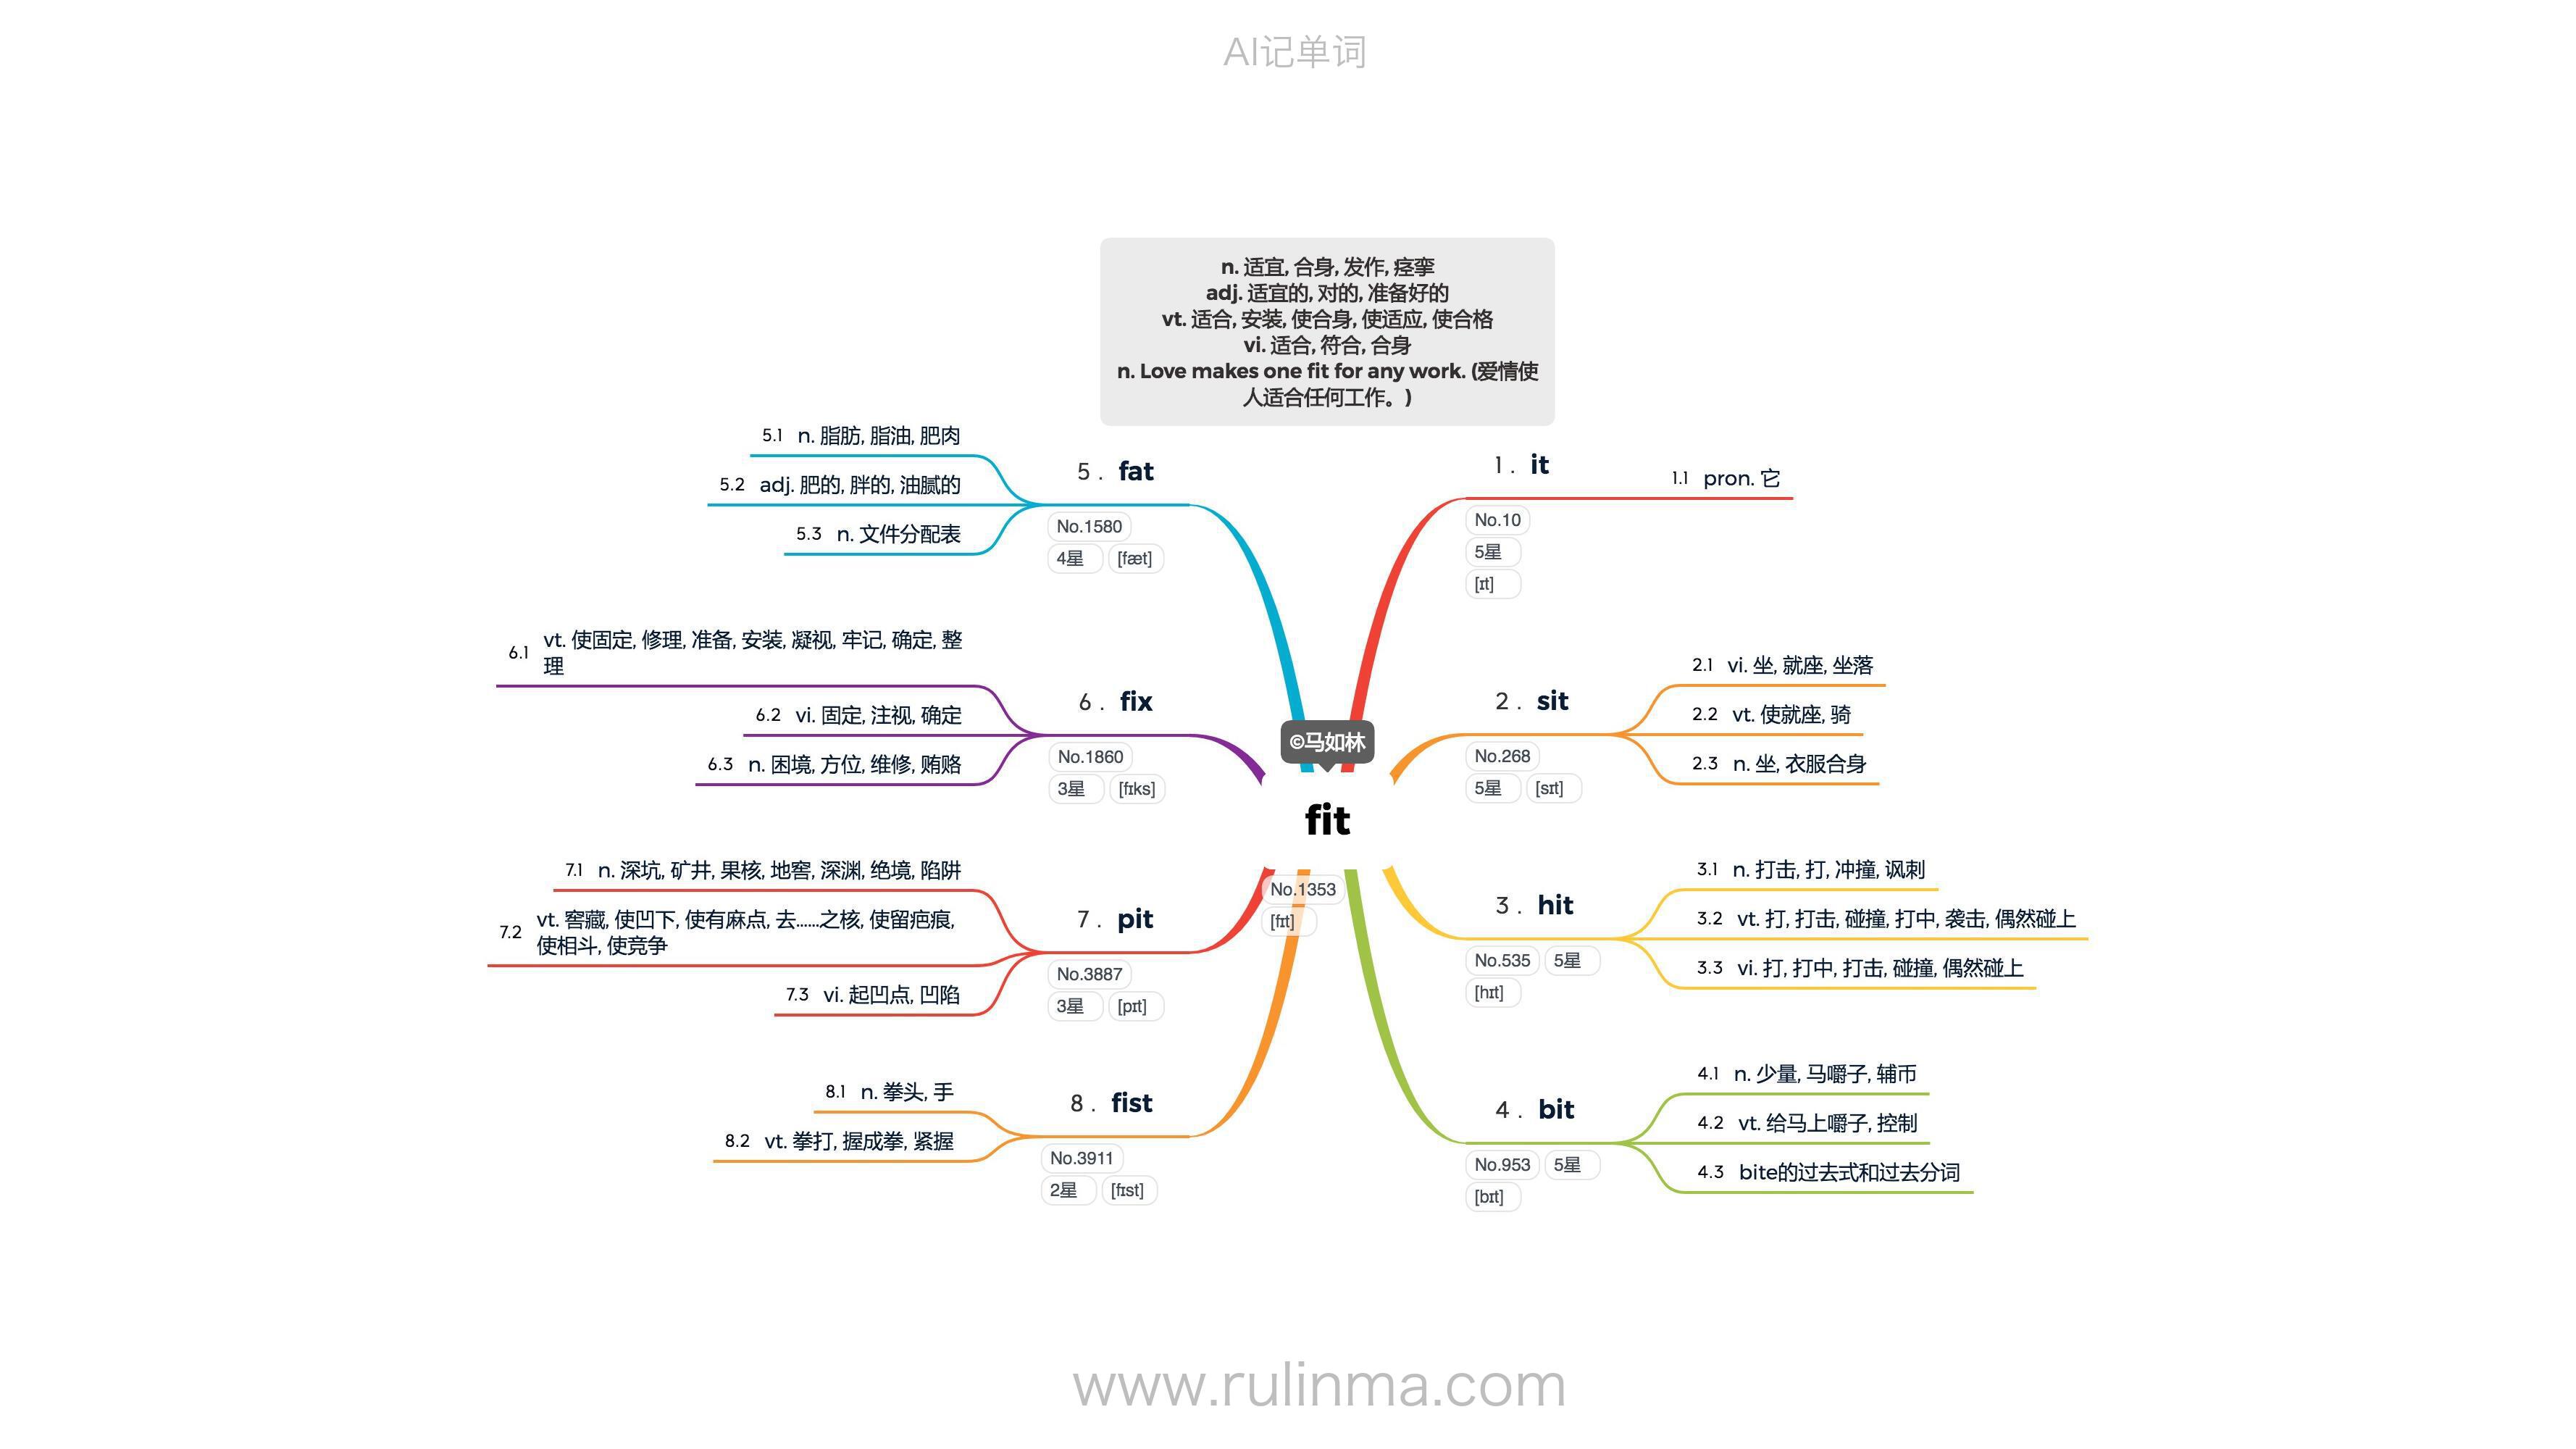 AI记单词
n. 适宜, 合身, 发作, 痉挛
adj. 适宜的, 对的, 准备好的
vt. 适合, 安装, 使合身, 使适应, 使合格
vi. 适合, 符合, 合身
n. Love makes one fit for any work. (爱情使
人适合任何工作。)
©马如林
fit
No.1353
[fɪt]
1 . it
No.10
5星
[ɪt]
1.1 pron. 它
2 . sit
No.268
5星 [sɪt]
2.1 vi. 坐, 就座, 坐落
2.2 vt. 使就座, 骑
2.3 n. 坐, 衣服合身
3 . hit
No.535 5星
[hɪt]
3.1 n. 打击, 打, 冲撞, 讽刺
3.2 vt. 打, 打击, 碰撞, 打中, 袭击, 偶然碰上
3.3 vi. 打, 打中, 打击, 碰撞, 偶然碰上
4 . bit
No.953 5星
[bɪt]
4.1 n. 少量, 马嚼子, 辅币
4.2 vt. 给马上嚼子, 控制
4.3 bite的过去式和过去分词
5 . fat
No.1580
4星 [fæt]
5.1 n. 脂肪, 脂油, 肥肉
5.2 adj. 肥的, 胖的, 油腻的
5.3 n. 文件分配表
6 . fix
No.1860
3星 [fɪks]
6.1 vt. 使固定, 修理, 准备, 安装, 凝视, 牢记, 确定, 整
理
6.2 vi. 固定, 注视, 确定
6.3 n. 困境, 方位, 维修, 贿赂
7 . pit
No.3887
3星 [pɪt]
7.1 n. 深坑, 矿井, 果核, 地窖, 深渊, 绝境, 陷阱
7.2 vt. 窖藏, 使凹下, 使有麻点, 去......之核, 使留疤痕,
使相斗, 使竞争
7.3 vi. 起凹点, 凹陷
8 . fist
No.3911
2星 [fɪst]
8.1 n. 拳头, 手
8.2 vt. 拳打, 握成拳, 紧握
www.rulinma.com